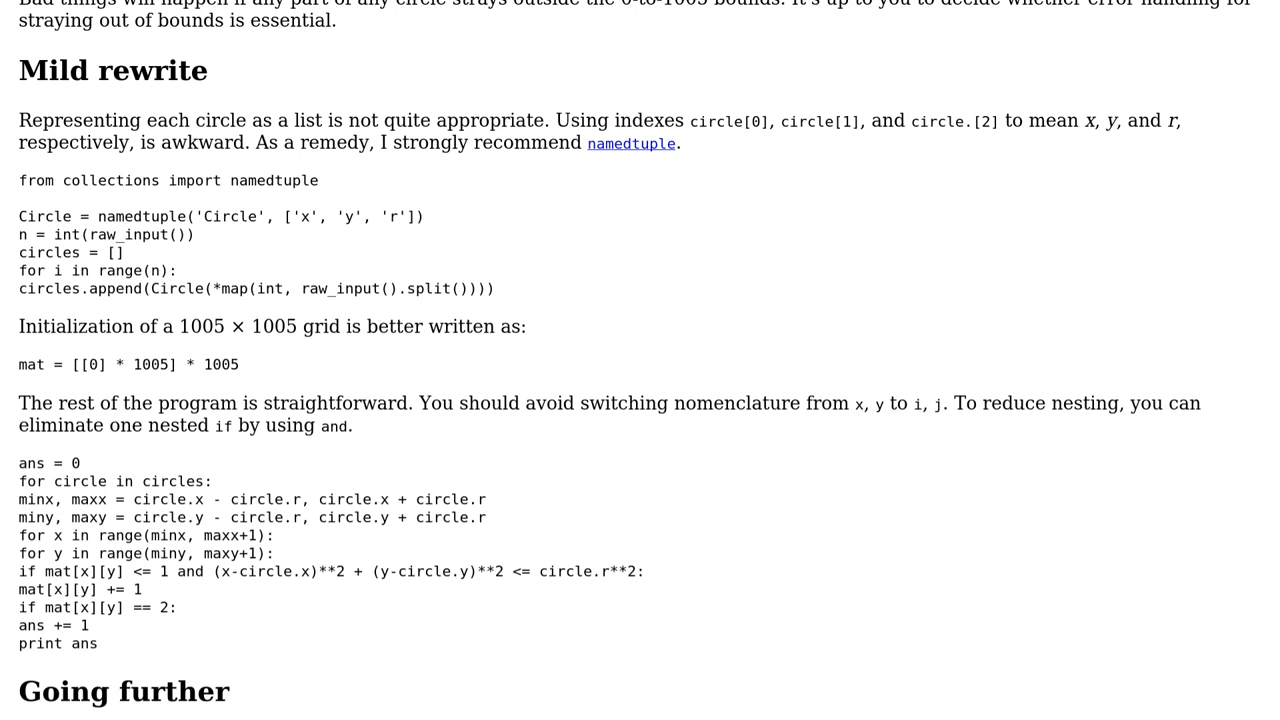 Bad things will happen if any part of any circle strays outside the 0-to-1005 bounds. It's up to you to decide whether error handling for
straying out of bounds is essential.
Mild rewrite
Representing each circle as a list is not quite appropriate. Using indexes circle[0], circle[1], and circle.[2] to mean x, y, and r,
respectively, is awkward. As a remedy, I strongly recommend namedtuple.
from collections import namedtuple
Circle = namedtuple('Circle', ['x', 'y', 'r'])
n = int(raw_input())
circles = []
for i in range(n):
circles.append(Circle(*map(int, raw_input().split())))
Initialization of a 1005 × 1005 grid is better written as:
mat = [[0] * 1005] * 1005
The rest of the program is straightforward. You should avoid switching nomenclature from x, y to i, j. To reduce nesting, you can
eliminate one nested if by using and.
ans = 0
for circle in circles:
minx, maxx = circle.x - circle.r, circle.x + circle.r
miny, maxy = circle.y - circle.r, circle.y + circle.r
for x in range(minx, maxx+1):
for y in range(miny, maxy+1):
if mat[x][y] <= 1 and (x-circle.x)**2 + (y-circle.y)**2 <= circle.r**2:
mat[x][y] += 1
if mat[x][y] == 2:
ans += 1
print ans
Going further